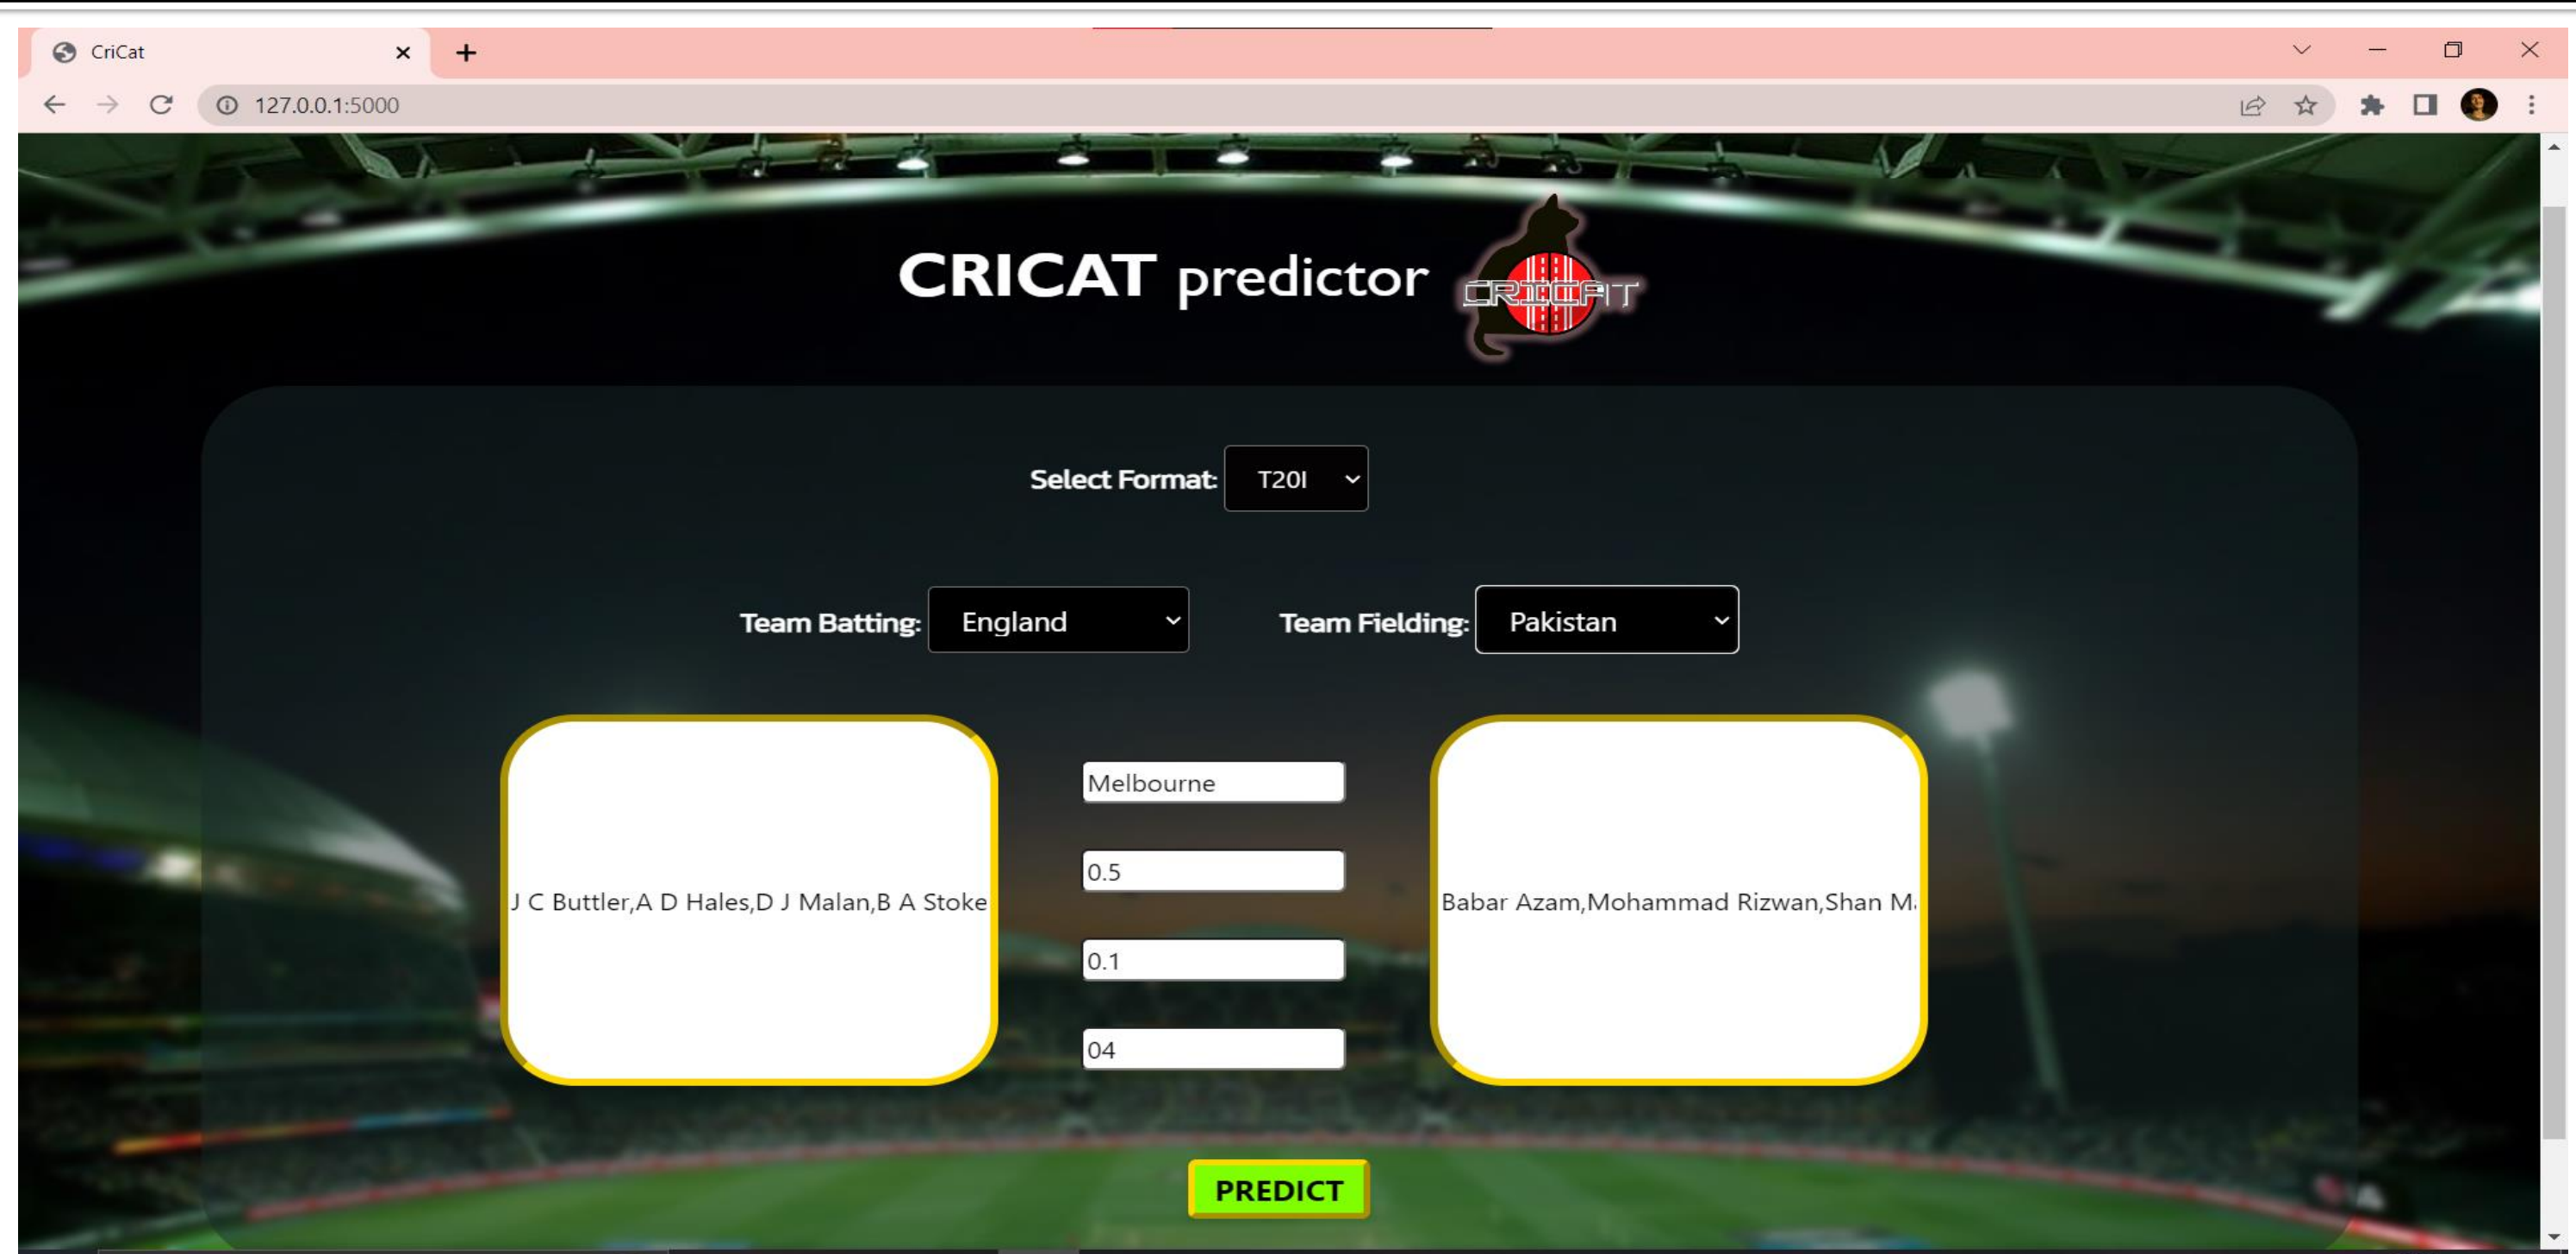 CriCat
127.0.0.1:5000
CRICAT predictor
CRICAT
Select Format: T20I
Team Batting: England Team Fielding: Pakistan
Melbourne
0.5
J C Buttler,A D Hales,D J Malan,B A Stoke
Babar Azam,Mohammad Rizwan,Shan
0.1
04
PREDICT